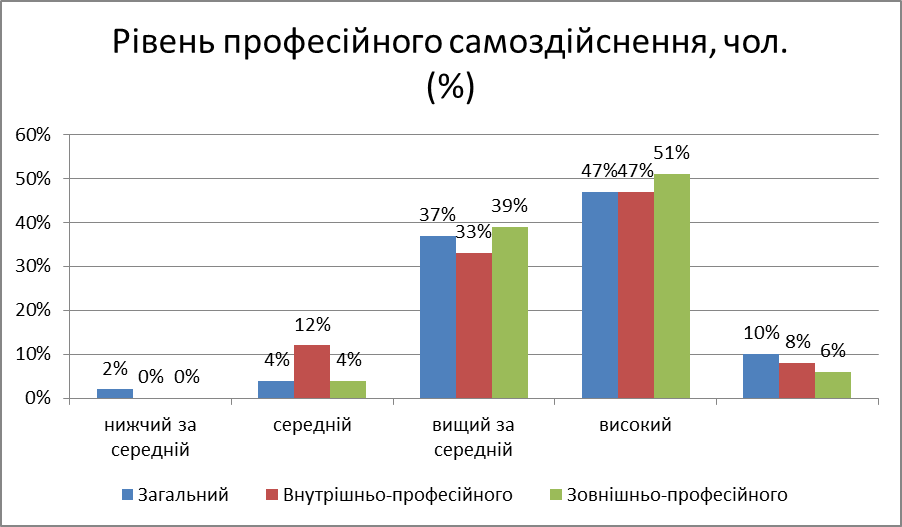 Рівень професійного самоздійснення, чол.
(%)
60%
50%
40%
30%
20%
10%
0%
2%
0%
0%
4%
12%
4%
37%
33%
39%
47%
47%
51%
10%
8%
6%
нижчий за
середній
середній
вищий за
середній
високий
Загальний
Внутрішньо-професійного
Зовнішньо-професійного